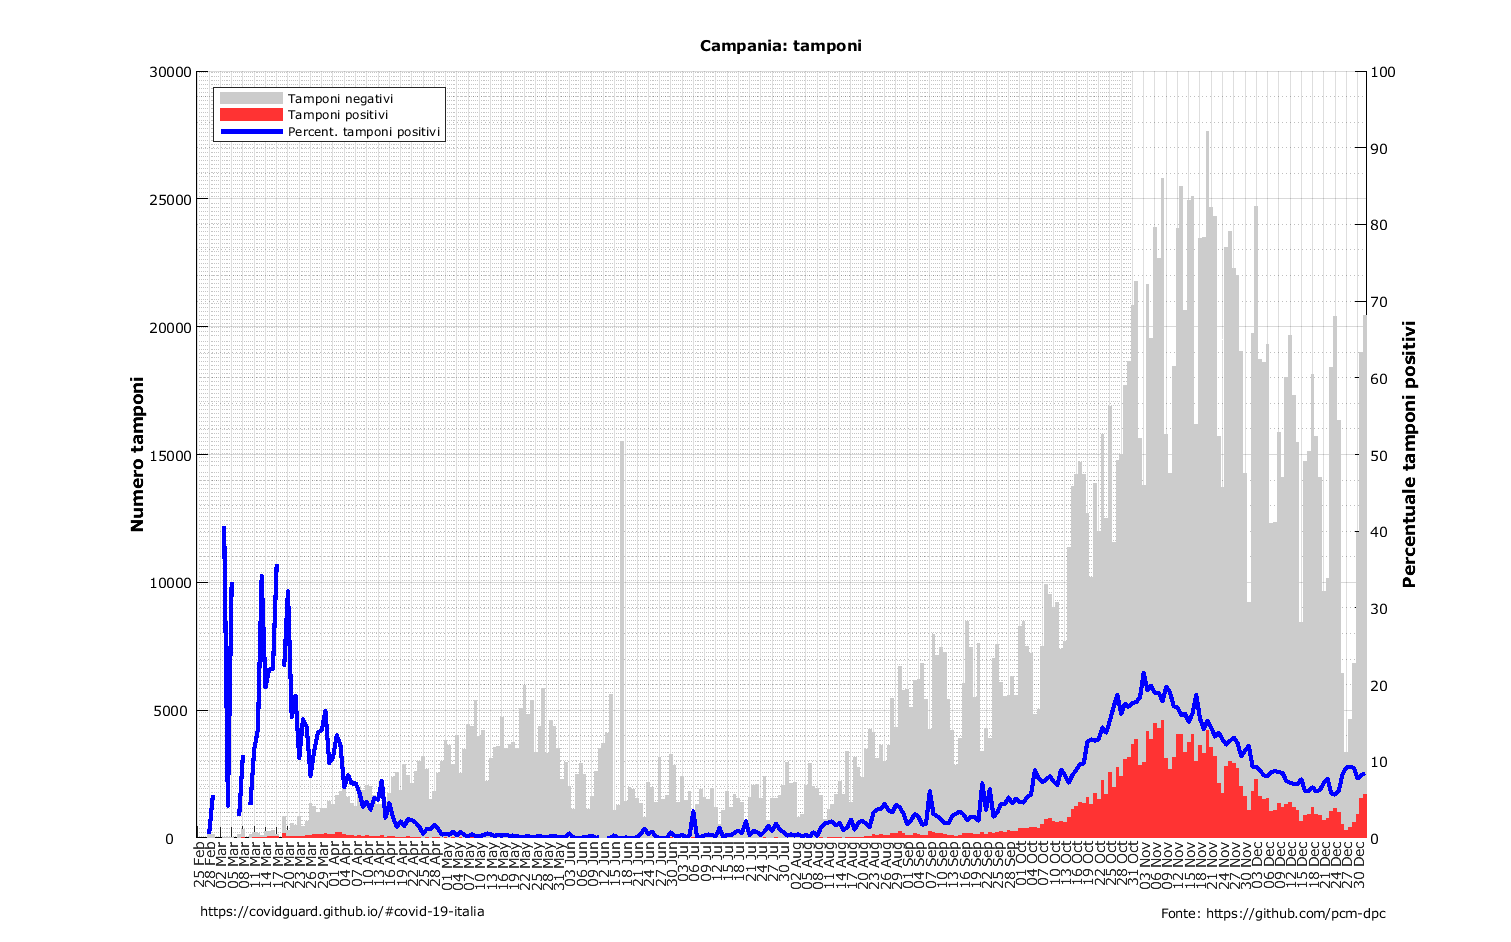 Campania: tamponi
30000
25000
20000
15000
10000
5000
0
Numero tamponi
Tamponi negativi
Tamponi positivi
Percent. tamponi positivi
100
90
80
70
60
50
40
30
20
10
0
Percentuale tamponi positivi
25 Feb
28 Feb
02 Mar
05 Mar
08 Mar
11 Mar
14 Mar
17 Mar
20 Mar
23 Mar
26 Mar
29 Mar
01 Apr
04 Apr
07 Apr
10 Apr
13 Apr
16 Apr
19 Apr
22 Apr
25 Apr
28 Apr
01 May
04 May
07 May
10 May
13 May
16 May
19 May
22 May
25 May
28 May
31 May
03 Jun
06 Jun
09 Jun
12 Jun
15 Jun
18 Jun
21 Jun
24 Jun
27 Jun
30 Jun
03 Jul
06 Jul
09 Jul
12 Jul
15 Jul
18 Jul
21 Jul
24 Jul
27 Jul
30 Jul
02 Aug
05 Aug
08 Aug
11 Aug
14 Aug
17 Aug
20 Aug
23 Aug
26 Aug
29 Aug
01 Sep
04 Sep
07 Sep
10 Sep
13 Sep
16 Sep
19 Sep
22 Sep
25 Sep
28 Sep
01 Oct
04 Oct
07 Oct
10 Oct
13 Oct
16 Oct
19 Oct
22 Oct
25 Oct
28 Oct
31 Oct
03 Nov
06 Nov
09 Nov
12 Nov
15 Nov
18 Nov
21 Nov
24 Nov
27 Nov
30 Nov
03 Dec
06 Dec
09 Dec
12 Dec
15 Dec
18 Dec
21 Dec
24 Dec
27 Dec
30 Dec
https://covidguard.github.io/#covid-19-italia
Fonte: https://github.com/pcm-dpc